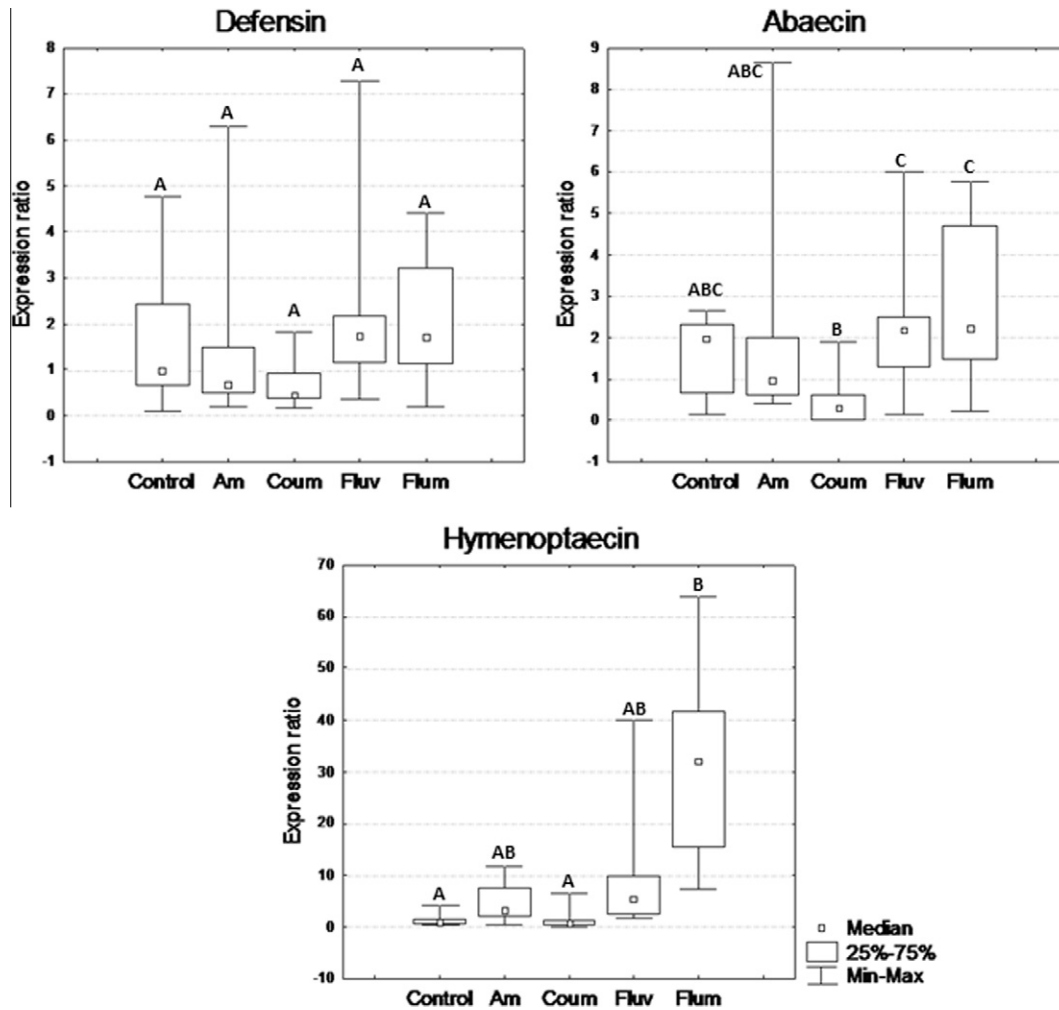 Defensin
8
7
6
5
4
3
2
1
0
-1
Expression ratio
A A A A A
Control Am Coum Fluv Flum
Abaecin
9
8
7
6
5
4
3
2
1
0
-1
Expression ratio
ABC ABC B C C
Control Am Coum Fluv Flum
Hymenoptaecin
70
60
50
40
30
20
10
0
-10
Expression ratio
A AB A AB B
Control Am Coum Fluv Flum
Median
25%-75%
Min-Max